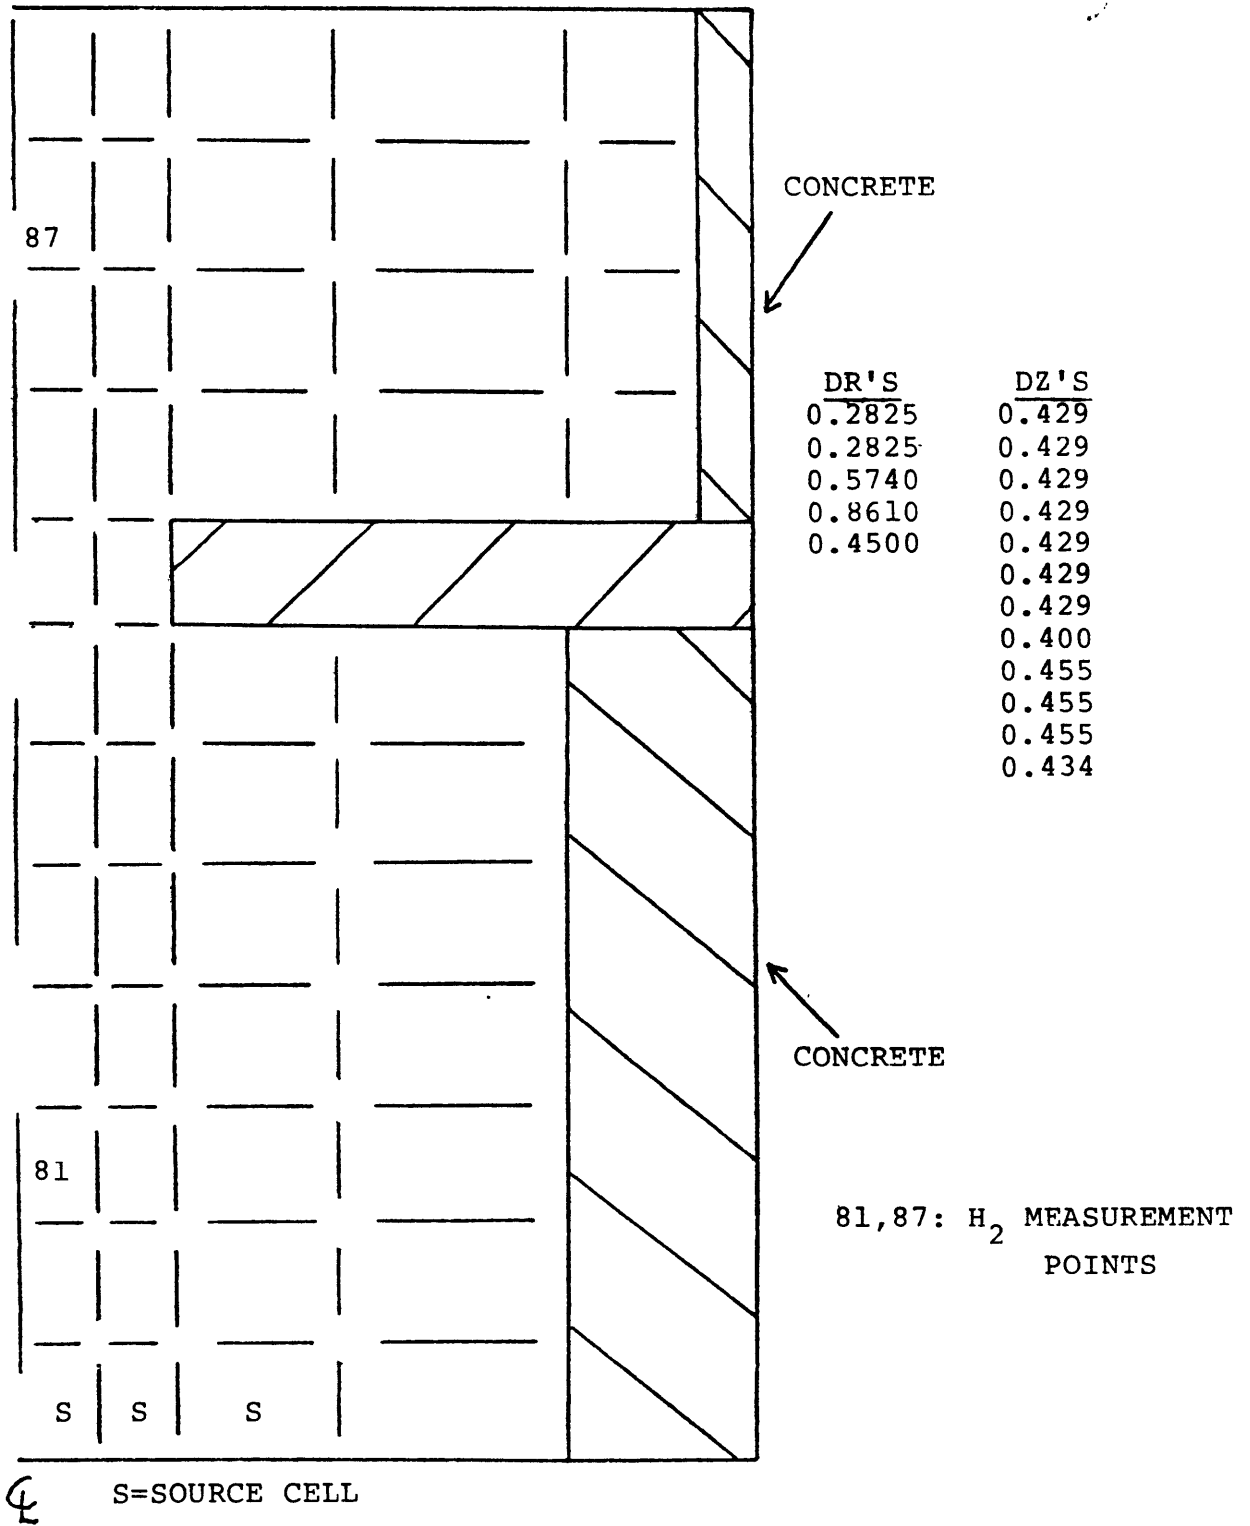 87
CONCRETE
DR'S DZ'S
0.2825 0.429
0.2825 0.429
0.5740 0.429
0.8610 0.429
0.4500 0.429
0.429
0.429
0.400
0.455
0.455
0.455
0.434
CONCRETE
81
81,87: H2 MEASUREMENT
POINTS
S S S
℄ S=SOURCE CELL